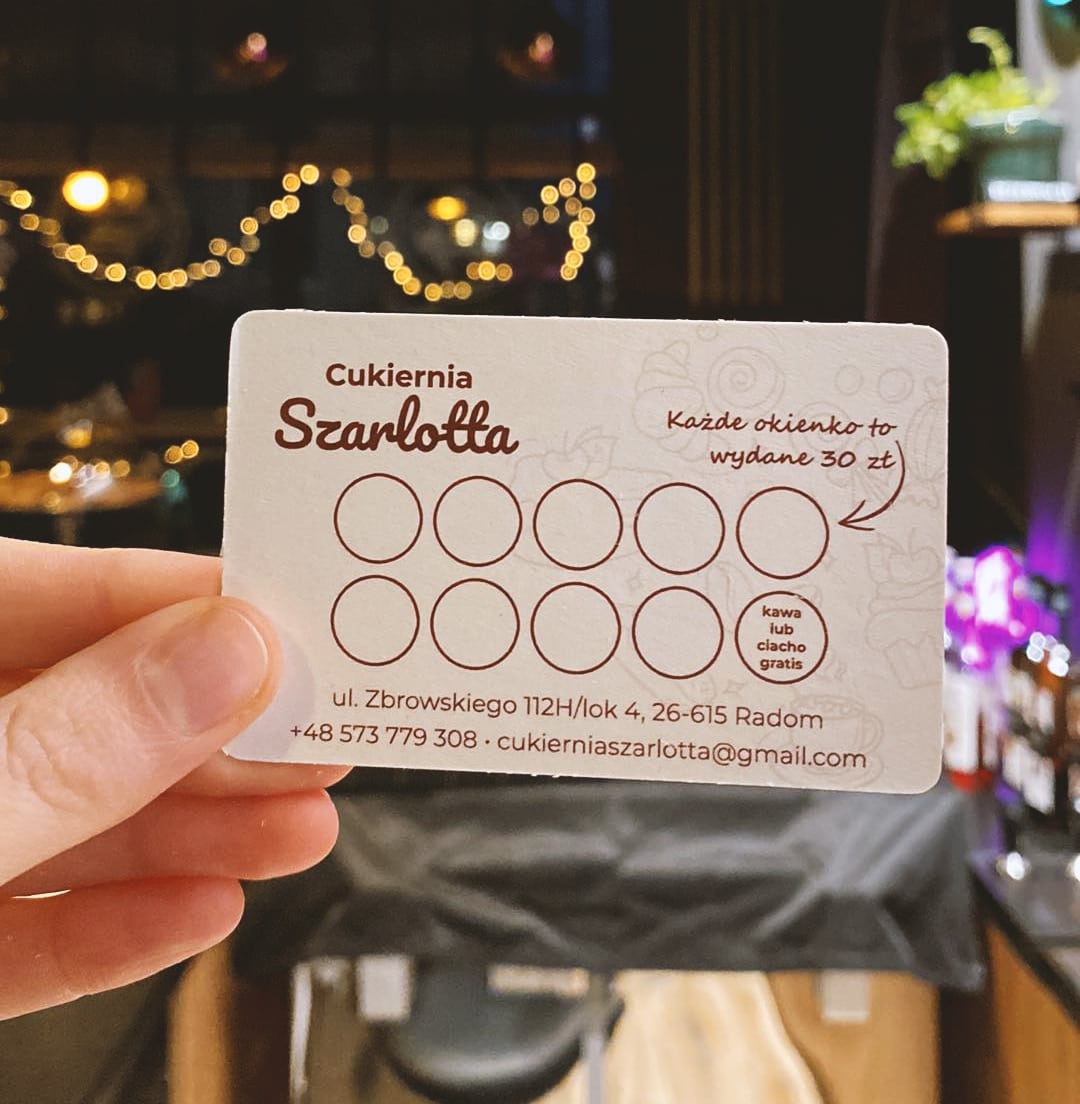 Cukiernia
Szarlotta
Każde okienko to
wydane 30 zł
kawa
lub
ciacho
gratis
ul. Zbrowskiego 112H/lok 4, 26-615 Radom
+48 573 779 308 · cukierniaszarlotta@gmail.com